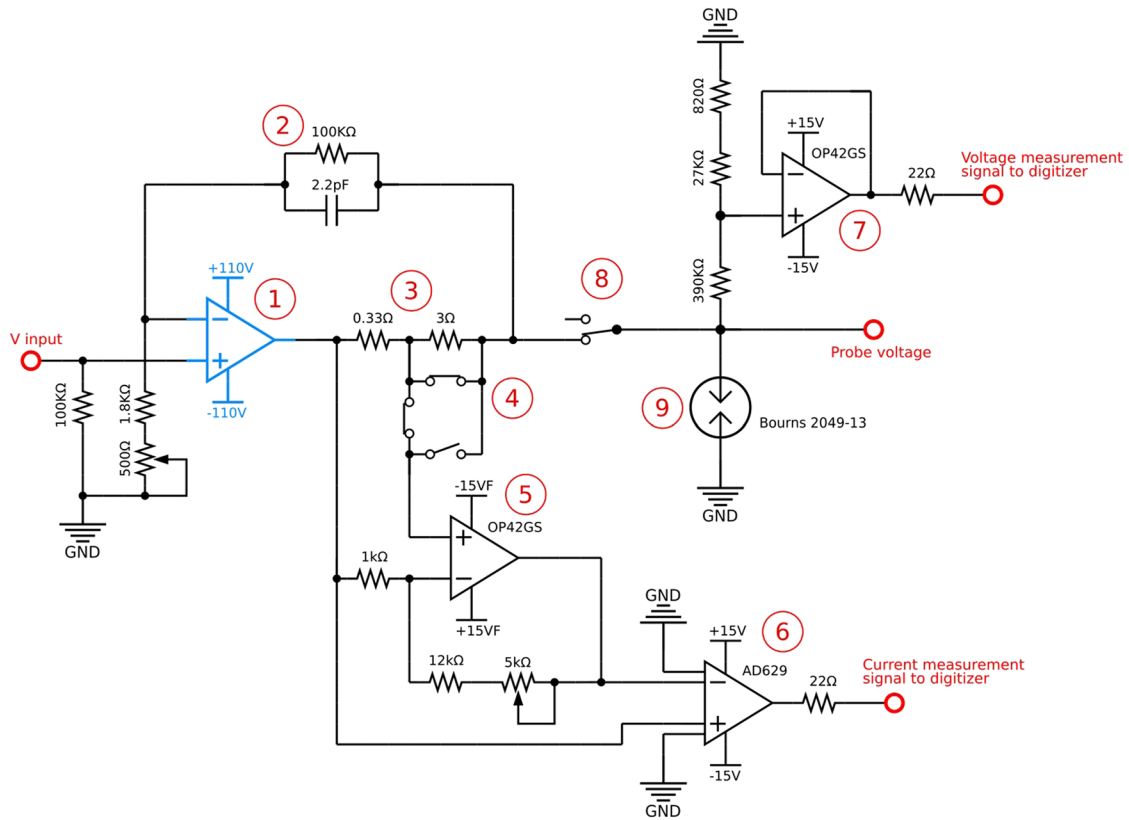 GND
820Ω
27KΩ
390KΩ
+15V
OP42GS
-15V
7
22Ω
Voltage measurement
signal to digitizer
2
100KΩ
2.2pF
+110V
1
-110V
V input
100KΩ
1.8KΩ
500Ω
GND
3
0.33Ω
3Ω
4
8
Probe voltage
9
Bourns 2049-13
GND
-15VF
5
OP42GS
1kΩ
+15VF
12kΩ
5kΩ
GND
+15V
6
AD629
22Ω
Current measurement
signal to digitizer
-15V
GND